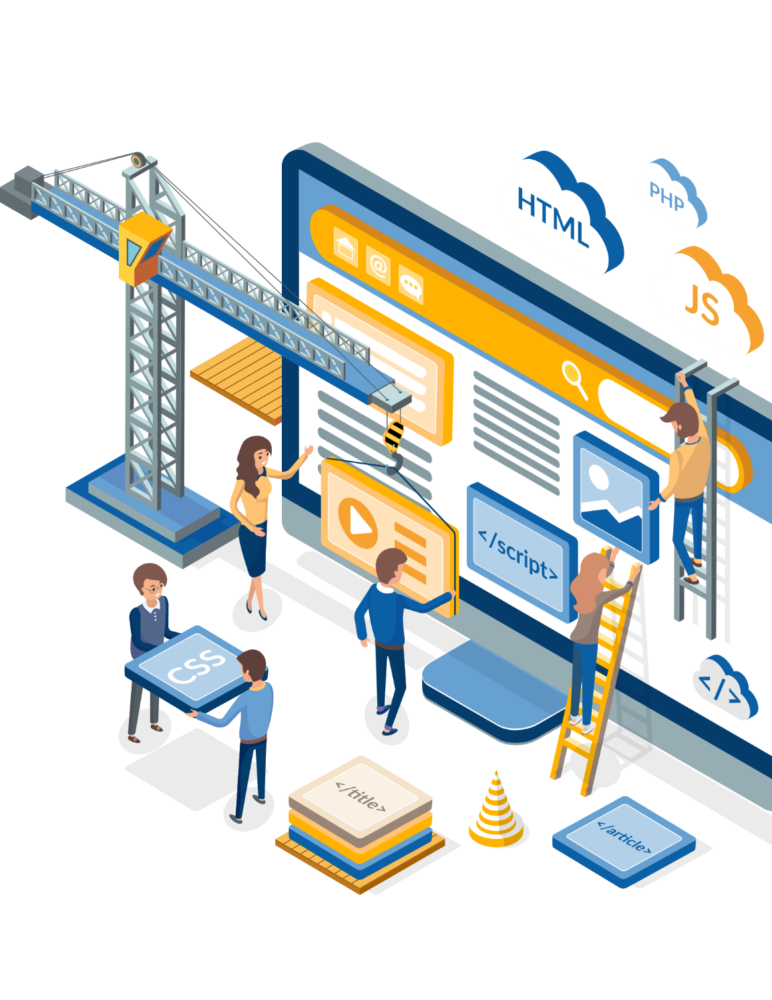 HTML
PHP
JS
@
</script>
</>
CSS
</title>
</article>